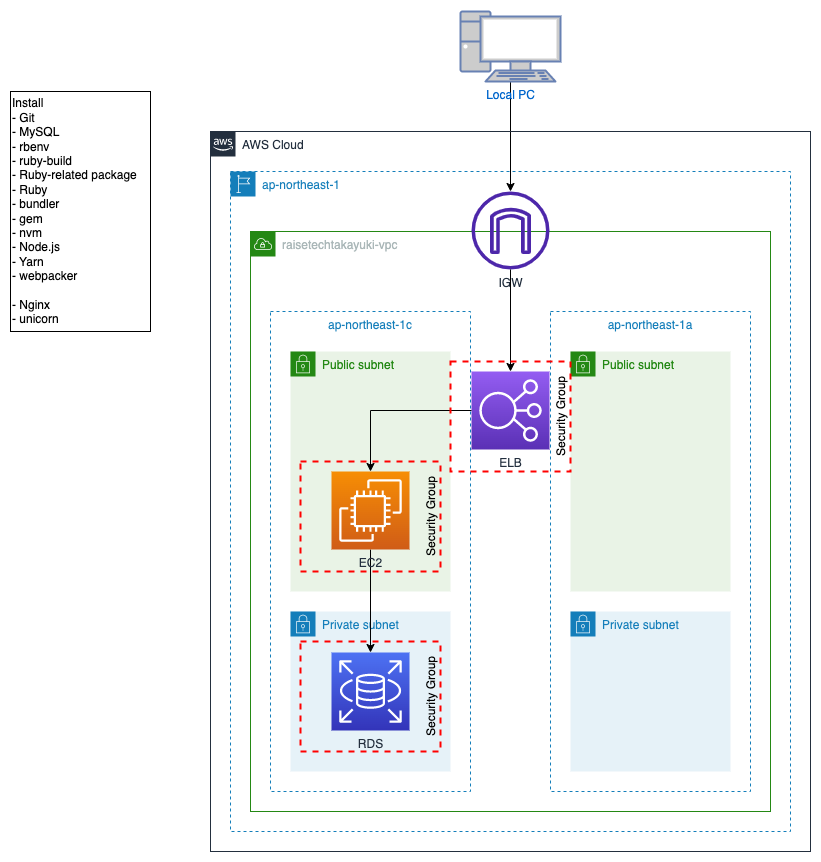 Local PC
Install
- Git
- MySQL
- rbenv
- ruby-build
- Ruby-related package
- Ruby
- bundler
- gem
- nvm
- Node.js
- Yarn
- webpacker
- Nginx
- unicorn
aws
AWS Cloud
ap-northeast-1
raisetechtakayuki-vpc
IGW
ap-northeast-1c
ap-northeast-1a
Public subnet
Public subnet
Security Group
ELB
Security Group
EC2
Private subnet
Private subnet
Security Group
RDS